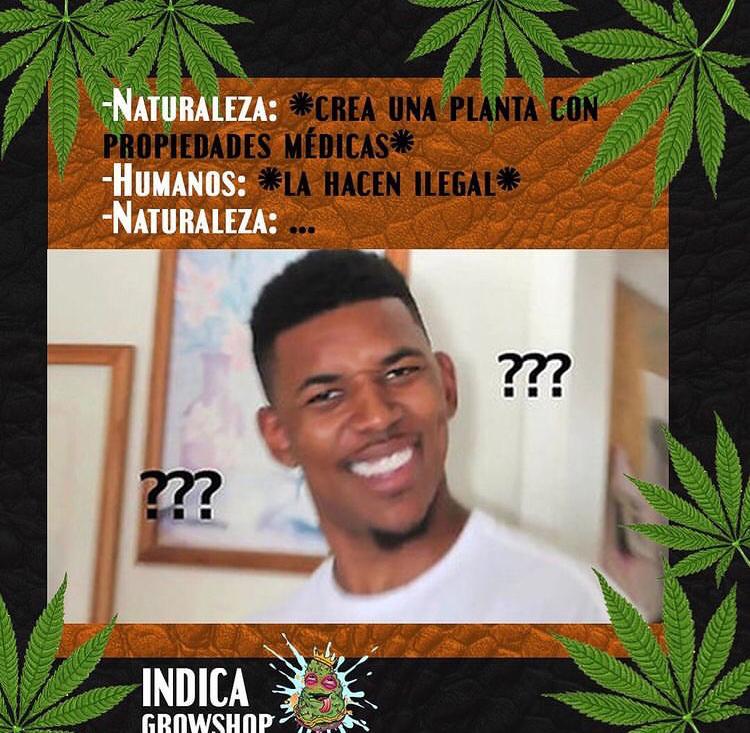 -Naturaleza: *crea una planta con
propiedades médicas*
-Humanos: *la hacen ilegal*
-Naturaleza: ...
???
???
INDICA
GROWSHOP